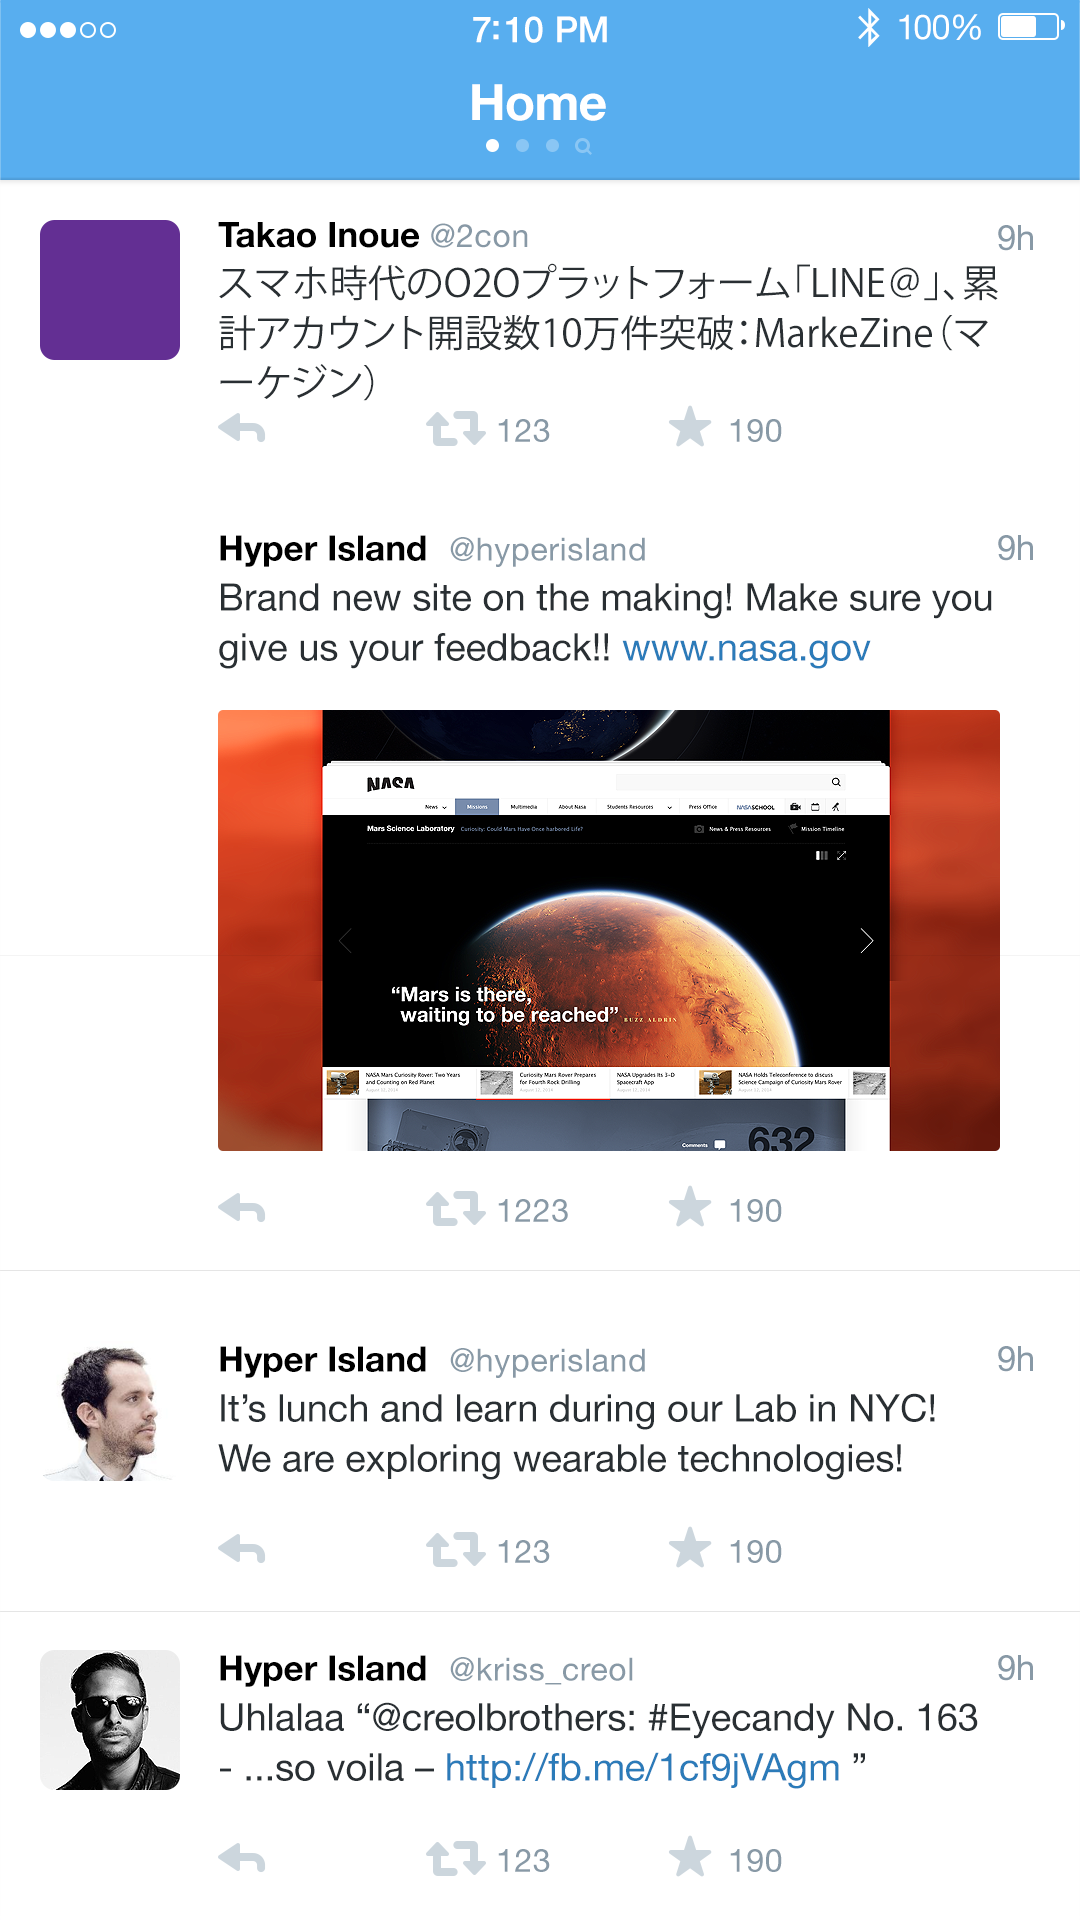 7:10 PM
100%
Home
Takao Inoue @2con 9h
スマホ時代のO2Oプラットフォーム「LINE@」、累
計アカウント開設数10万件突破：MarkeZine（マ
ーケジン）
123 190
Hyper Island @hyperisland 9h
Brand new site on the making! Make sure you
give us your feedback!! www.nasa.gov
NASA
News Missions Multimedia About Nasa Students Resources Press Office NASASCHOOL
Mars Science Laboratory Curiosity: Could Mars Have Once harbored Life? News & Press Resources Mission Timeline
“Mars is there,
waiting to be reached” BUZZ ALDRIN
NASA Mars Curiosity Rover: Two Years
and Counting on Red Planet
Curiosity Mars Rover Prepares
for Fourth Rock Drilling
NASA Upgrades Its 3-D
Spacecraft App
NASA Holds Teleconference to discuss
Science Campaign of Curiosity Mars Rover
Comments 632
1223 190
Hyper Island @hyperisland 9h
It’s lunch and learn during our Lab in NYC!
We are exploring wearable technologies!
123 190
Hyper Island @kriss_creol 9h
Uhlalaa “@creolbrothers: #Eyecandy No. 163
- ...so voila – http://fb.me/1cf9jVAgm ”
123 190